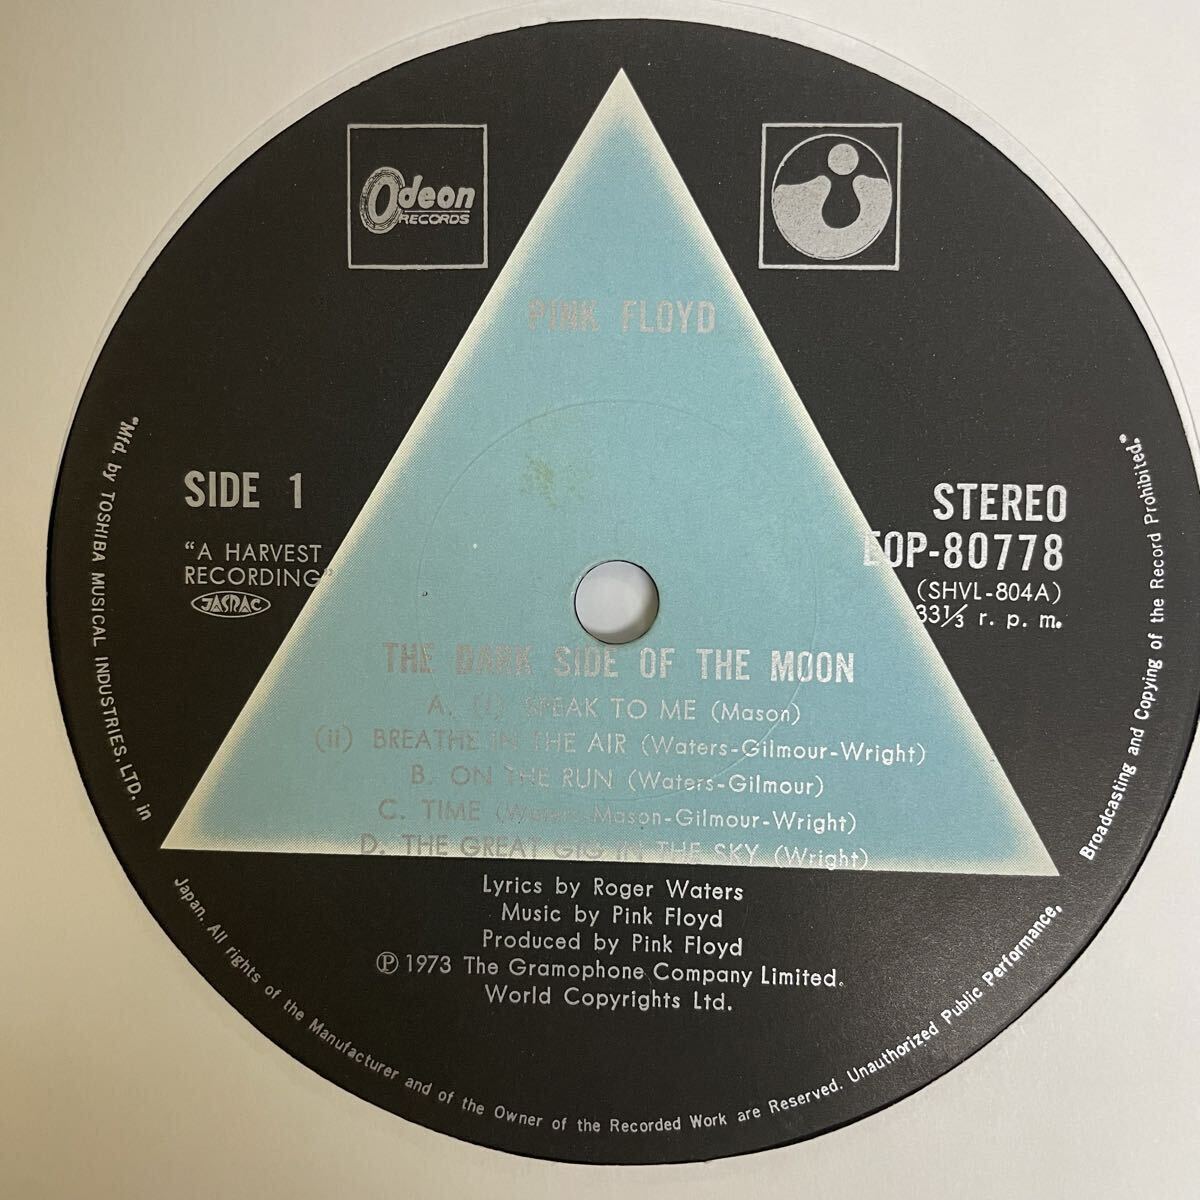 Odeon
RECORDS
PINK FLOYD
SIDE 1
"A HARVEST
RECORDING"
JASRAC
STEREO
EOP-80778
(SHVL-804A)
33⅓ r. p. m.
THE DARK SIDE OF THE MOON
A. (i) SPEAK TO ME (Mason)
(ii) BREATHE IN THE AIR (Waters-Gilmour-Wright)
B. ON THE RUN (Waters-Gilmour)
C. TIME (Waters-Mason-Gilmour-Wright)
D. THE GREAT GIG IN THE SKY (Wright)
Lyrics by Roger Waters
Music by Pink Floyd
Produced by Pink Floyd
Ⓟ 1973 The Gramophone Company Limited.
World Copyrights Ltd.
"Mfd. by TOSHIBA MUSICAL INDUSTRIES, LTD. in Japan. All rights of the Manufacturer and of the Owner of the Recorded Work are Reserved. Unauthorized Public Performance, Broadcasting and Copying of the Record Prohibited."